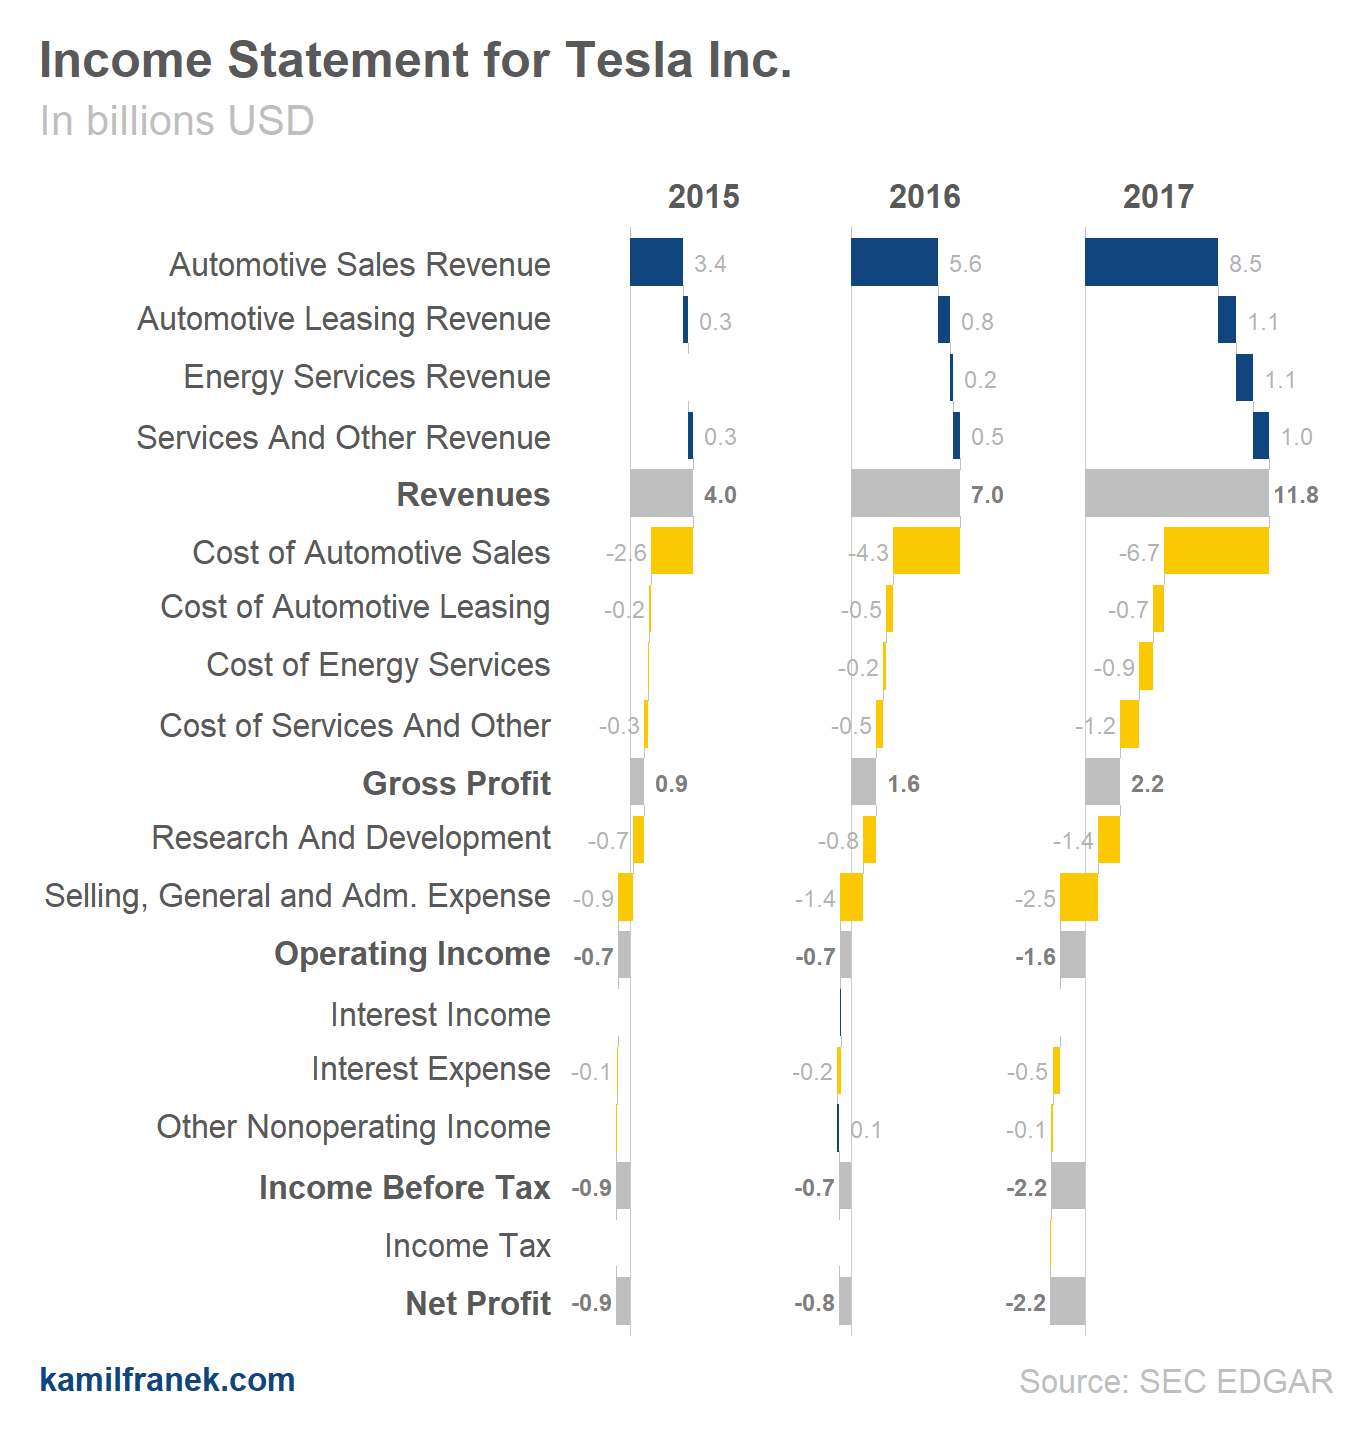 Income Statement for Tesla Inc.
In billions USD
2015 2016 2017
Automotive Sales Revenue 3.4 5.6 8.5
Automotive Leasing Revenue 0.3 0.8 1.1
Energy Services Revenue 0.2 1.1
Services And Other Revenue 0.3 0.5 1.0
Revenues 4.0 7.0 11.8
Cost of Automotive Sales -2.6 -4.3 -6.7
Cost of Automotive Leasing -0.2 -0.5 -0.7
Cost of Energy Services -0.2 -0.9
Cost of Services And Other -0.3 -0.5 -1.2
Gross Profit 0.9 1.6 2.2
Research And Development -0.7 -0.8 -1.4
Selling, General and Adm. Expense -0.9 -1.4 -2.5
Operating Income -0.7 -0.7 -1.6
Interest Income
Interest Expense -0.1 -0.2 -0.5
Other Nonoperating Income 0.1 -0.1
Income Before Tax -0.9 -0.7 -2.2
Income Tax
Net Profit -0.9 -0.8 -2.2
kamilfranek.com Source: SEC EDGAR